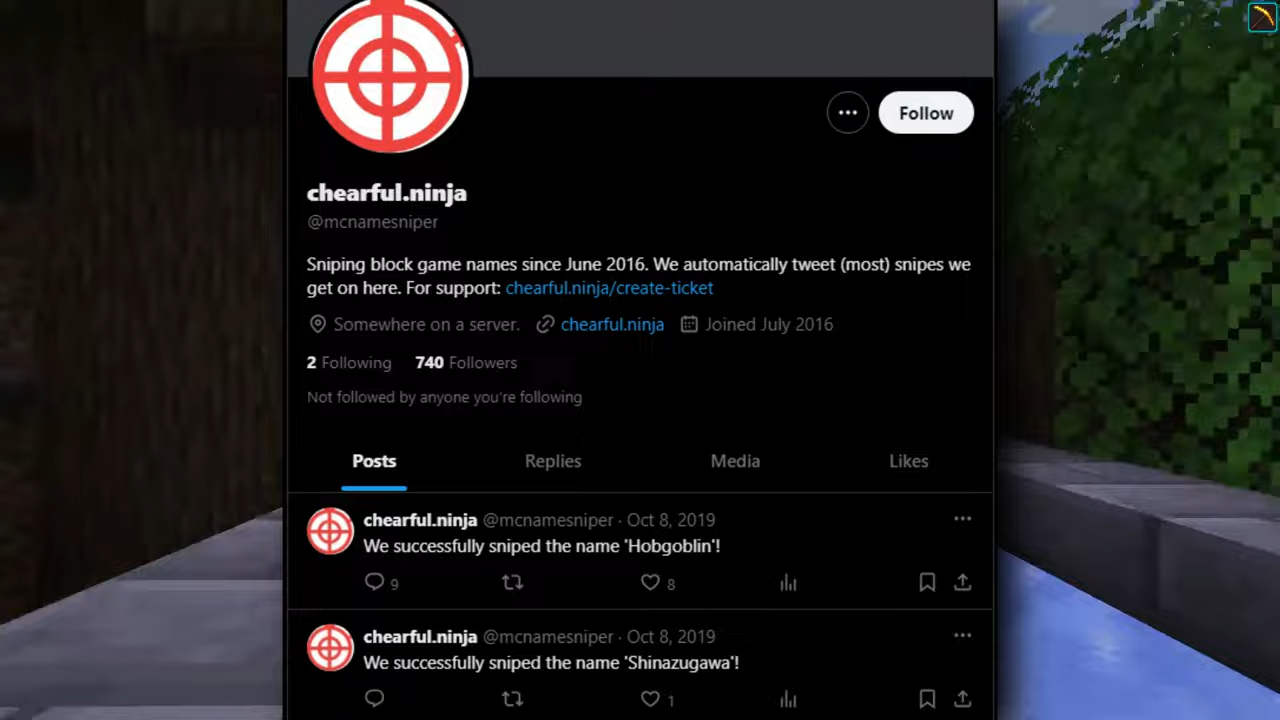 Follow
chearful.ninja
@mcnamesniper
Sniping block game names since June 2016. We automatically tweet (most) snipes we
get on here. For support: chearful.ninja/create-ticket
Somewhere on a server. chearful.ninja Joined July 2016
2 Following 740 Followers
Not followed by anyone you're following
Posts Replies Media Likes
chearful.ninja @mcnamesniper · Oct 8, 2019
We successfully sniped the name 'Hobgoblin'!
9 8
chearful.ninja @mcnamesniper · Oct 8, 2019
We successfully sniped the name 'Shinazugawa'!
1